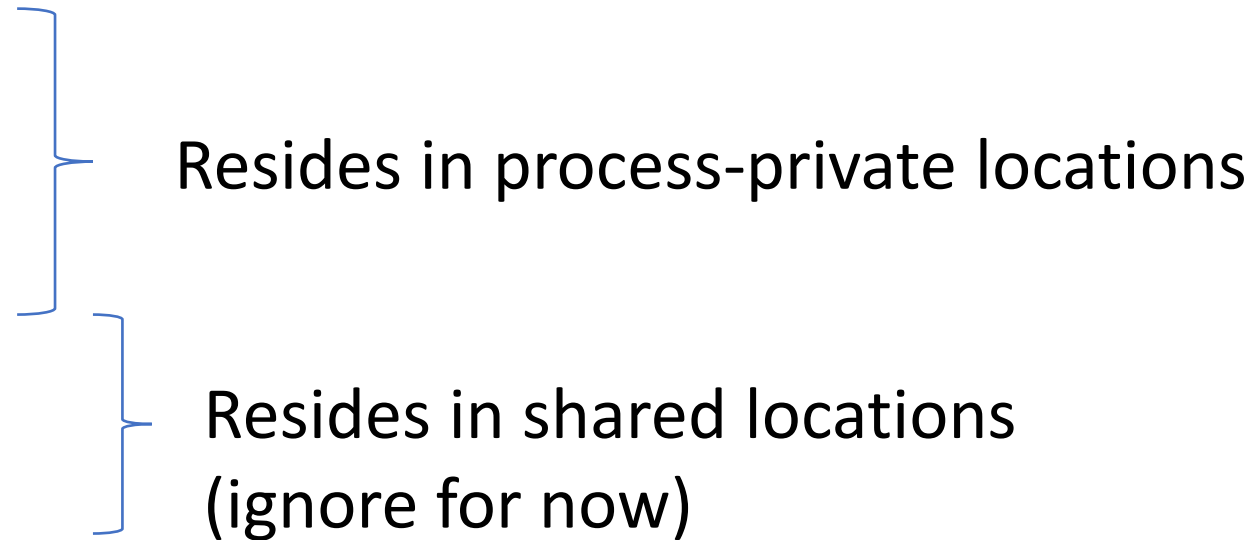 Resides in process-private locations
Resides in shared locations
(ignore for now)